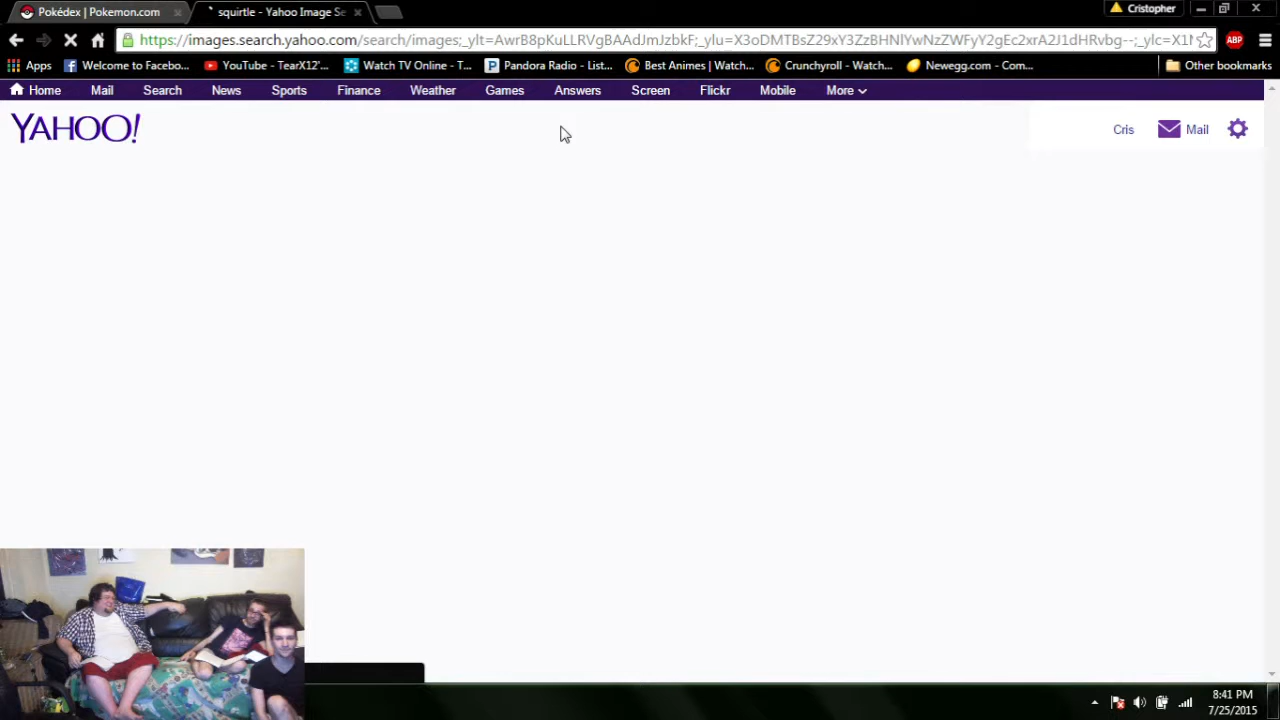 Pokédex | Pokemon.com
squirtle - Yahoo Image Se
Cristopher
https://images.search.yahoo.com/search/images;_ylt=AwrB8pKuLLRVgBAAdJmJzbkF;_ylu=X3oDMTBsZ29xY3ZzBHNlYwNzZWFyY2gEc2xrA2J1dHRvbg--;_ylc=X1M
ABP
Apps
Welcome to Facebo...
YouTube - TearX12'...
Watch TV Online - T...
Pandora Radio - List...
Best Animes | Watch...
Crunchyroll - Watch...
Newegg.com - Com...
Other bookmarks
Home Mail Search News Sports Finance Weather Games Answers Screen Flickr Mobile More
YAHOO!
Cris
Mail
8:41 PM
7/25/2015